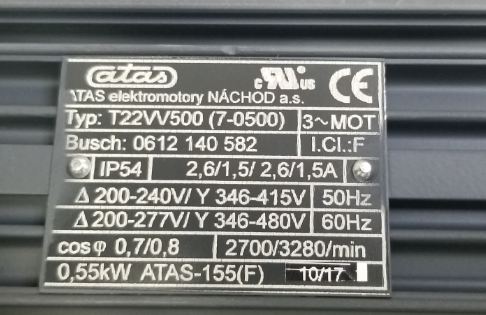 atas
c RU us CE
ATAS elektromotory NÁCHOD a.s.
Typ: T22VV500 (7-0500) 3~MOT
Busch: 0612 140 582 I.Cl.:F
IP54 2,6/1,5/ 2,6/1,5A
Δ 200-240V/ Y 346-415V 50Hz
Δ 200-277V/ Y 346-480V 60Hz
cos φ 0,7/0,8 2700/3280/min
0,55kW ATAS-155(F) 10/17